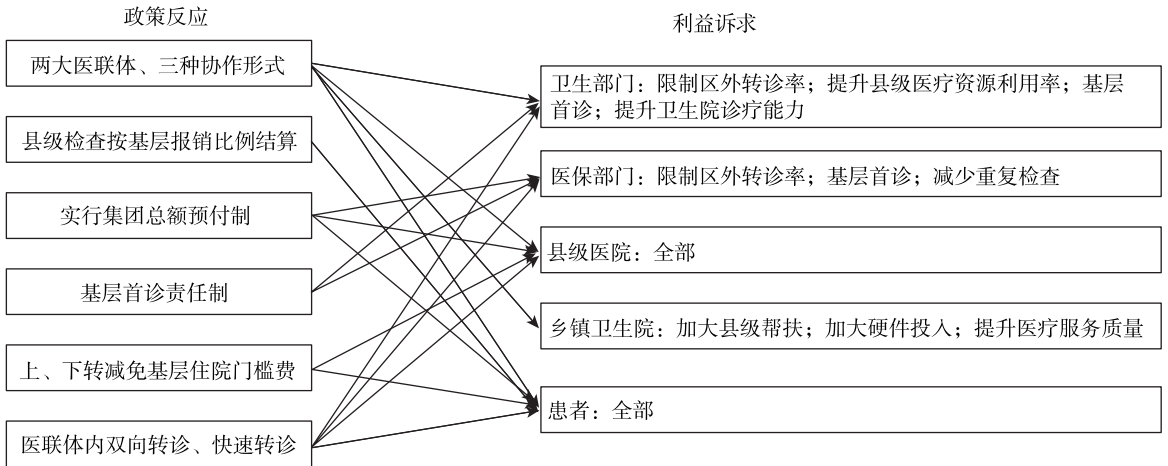 政策反应
利益诉求
两大医联体、三种协作形式
县级检查按基层报销比例结算
实行集团总额预付制
基层首诊责任制
上、下转减免基层住院门槛费
医联体内双向转诊、快速转诊
卫生部门：限制区外转诊率；提升县级医疗资源利用率；基层
首诊；提升卫生院诊疗能力
医保部门：限制区外转诊率；基层首诊；减少重复检查
县级医院：全部
乡镇卫生院：加大县级帮扶；加大硬件投入；提升医疗服务质量
患者：全部